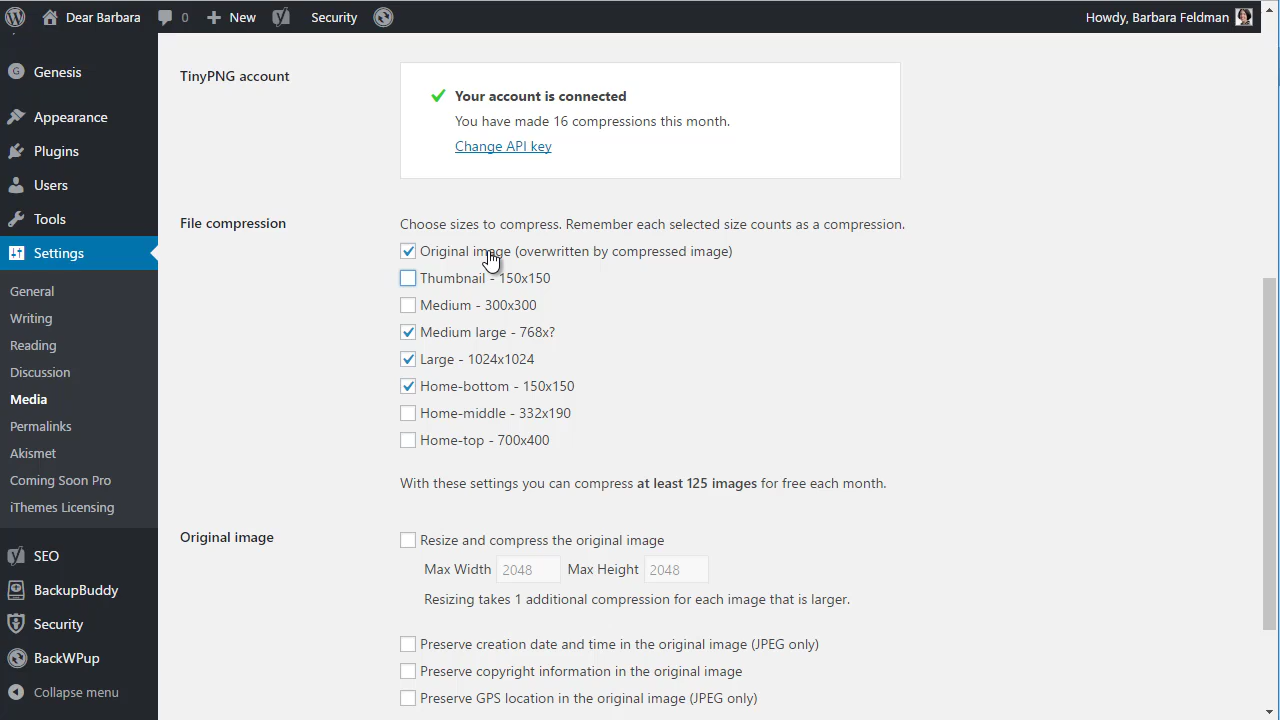 Dear Barbara
0
New
Security
Howdy, Barbara Feldman
Genesis
Appearance
Plugins
Users
Tools
Settings
General
Writing
Reading
Discussion
Media
Permalinks
Akismet
Coming Soon Pro
iThemes Licensing
SEO
BackupBuddy
Security
BackWPup
Collapse menu
TinyPNG account
Your account is connected
You have made 16 compressions this month.
Change API key
File compression
Choose sizes to compress. Remember each selected size counts as a compression.
Original image (overwritten by compressed image)
Thumbnail - 150x150
Medium - 300x300
Medium large - 768x?
Large - 1024x1024
Home-bottom - 150x150
Home-middle - 332x190
Home-top - 700x400
With these settings you can compress at least 125 images for free each month.
Original image
Resize and compress the original image
Max Width 2048 Max Height 2048
Resizing takes 1 additional compression for each image that is larger.
Preserve creation date and time in the original image (JPEG only)
Preserve copyright information in the original image
Preserve GPS location in the original image (JPEG only)